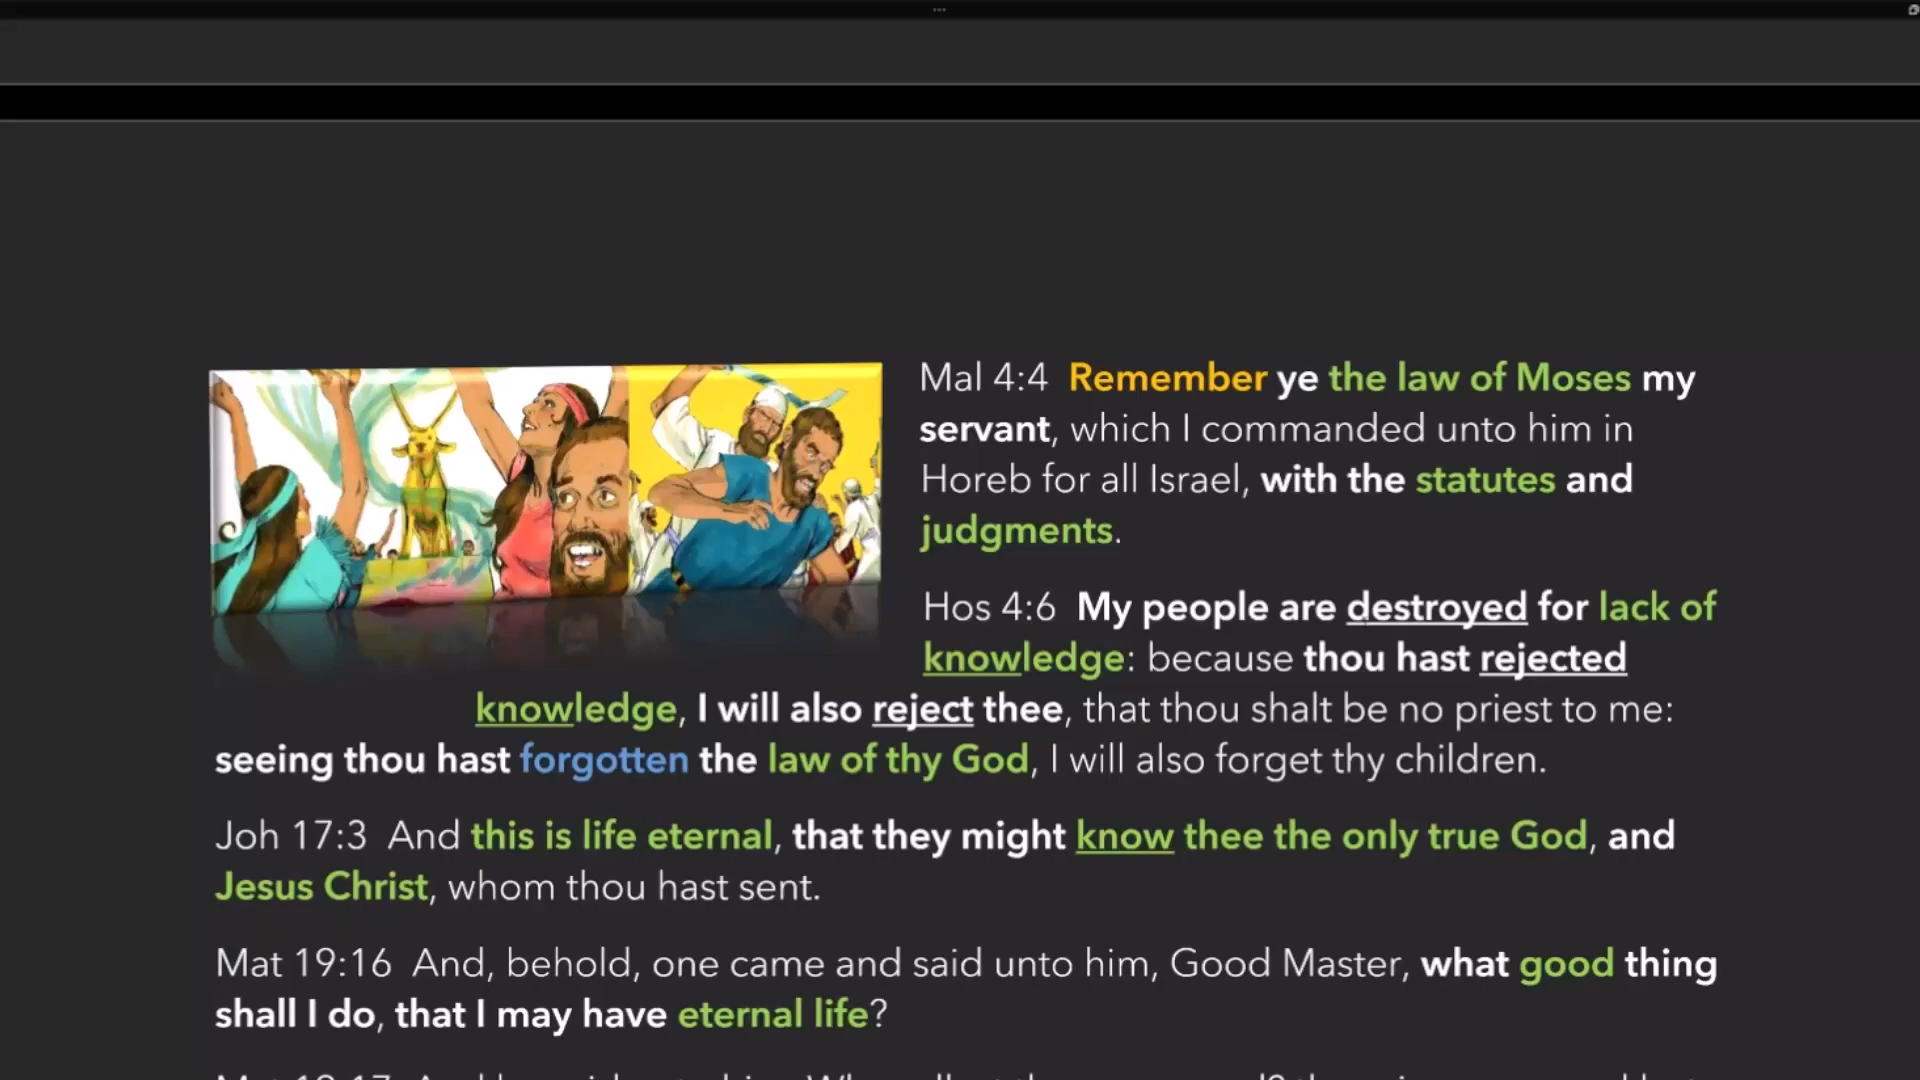 Mal 4:4 Remember ye the law of Moses my
servant, which I commanded unto him in
Horeb for all Israel, with the statutes and
judgments.
Hos 4:6 My people are destroyed for lack of
knowledge: because thou hast rejected
knowledge, I will also reject thee, that thou shalt be no priest to me:
seeing thou hast forgotten the law of thy God, I will also forget thy children.
Joh 17:3 And this is life eternal, that they might know thee the only true God, and
Jesus Christ, whom thou hast sent.
Mat 19:16 And, behold, one came and said unto him, Good Master, what good thing
shall I do, that I may have eternal life?